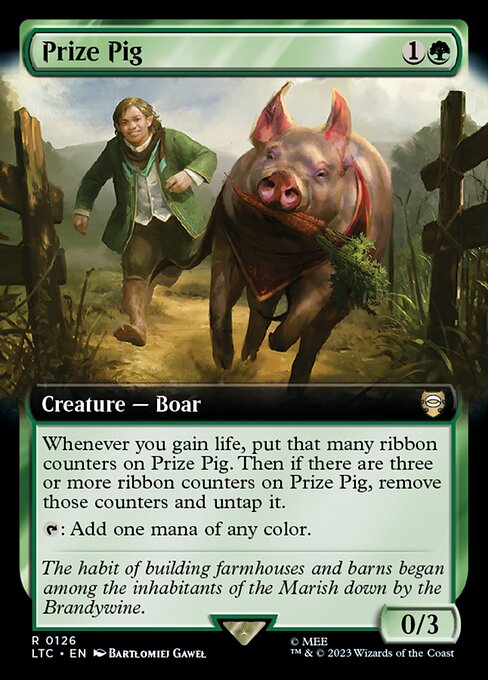 Prize Pig 1
Creature — Boar
Whenever you gain life, put that many ribbon
counters on Prize Pig. Then if there are three
or more ribbon counters on Prize Pig, remove
those counters and untap it.
: Add one mana of any color.
The habit of building farmhouses and barns began
among the inhabitants of the Marish down by the
Brandywine.
0/3
R 0126
LTC • EN Bartłomiej Gaweł
© MEE
™ & © 2023 Wizards of the Coast